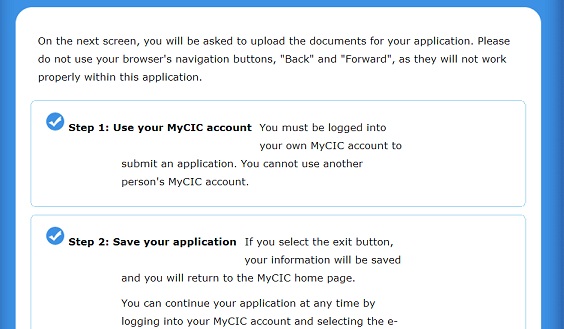 On the next screen, you will be asked to upload the documents for your application. Please
do not use your browser's navigation buttons, "Back" and "Forward", as they will not work
properly within this application.
Step 1: Use your MyCIC account You must be logged into
your own MyCIC account to
submit an application. You cannot use another
person's MyCIC account.
Step 2: Save your application If you select the exit button,
your information will be saved
and you will return to the MyCIC home page.
You can continue your application at any time by
logging into your MyCIC account and selecting the e-